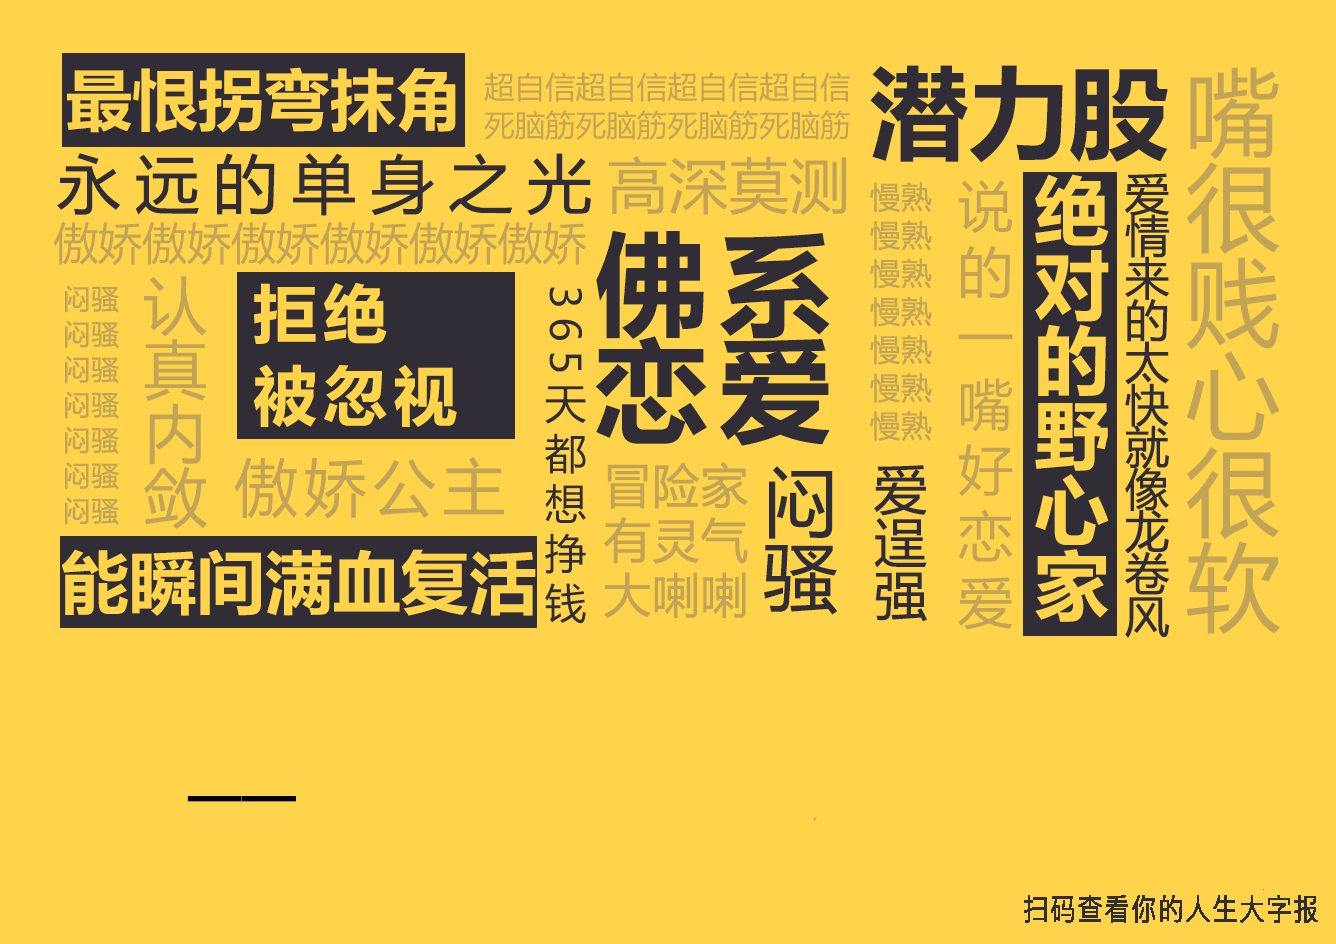 最恨拐弯抹角
超自信超自信超自信超自信
死脑筋死脑筋死脑筋死脑筋
永远的单身之光
高深莫测
傲娇傲娇傲娇傲娇傲娇傲娇
闷骚
闷骚
闷骚
闷骚
闷骚
闷骚
闷骚
认真内敛
拒绝
被忽视
傲娇公主
能瞬间满血复活
365天都想挣钱
佛系
恋爱
冒险家
有灵气
大喇喇
闷骚
潜力股
慢熟
慢熟
慢熟
慢熟
慢熟
慢熟
慢熟
爱逞强
说的一嘴好恋爱
绝对的野心家
爱情来的太快就像龙卷风
嘴很贱心很软
——
扫码查看你的人生大字报